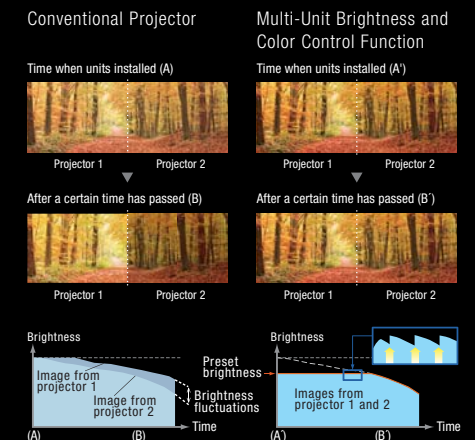 Conventional Projector
Multi-Unit Brightness and
Color Control Function
Time when units installed (A)
Time when units installed (A')
Projector 1
Projector 2
Projector 1
Projector 2
After a certain time has passed (B)
After a certain time has passed (B´)
Projector 1
Projector 2
Projector 1
Projector 2
Brightness
Image from
projector 1
Image from
projector 2
Brightness
fluctuations
Time
(A)
(B)
Brightness
Preset
brightness
Images from
projector 1 and 2
Time
(A´)
(B´)